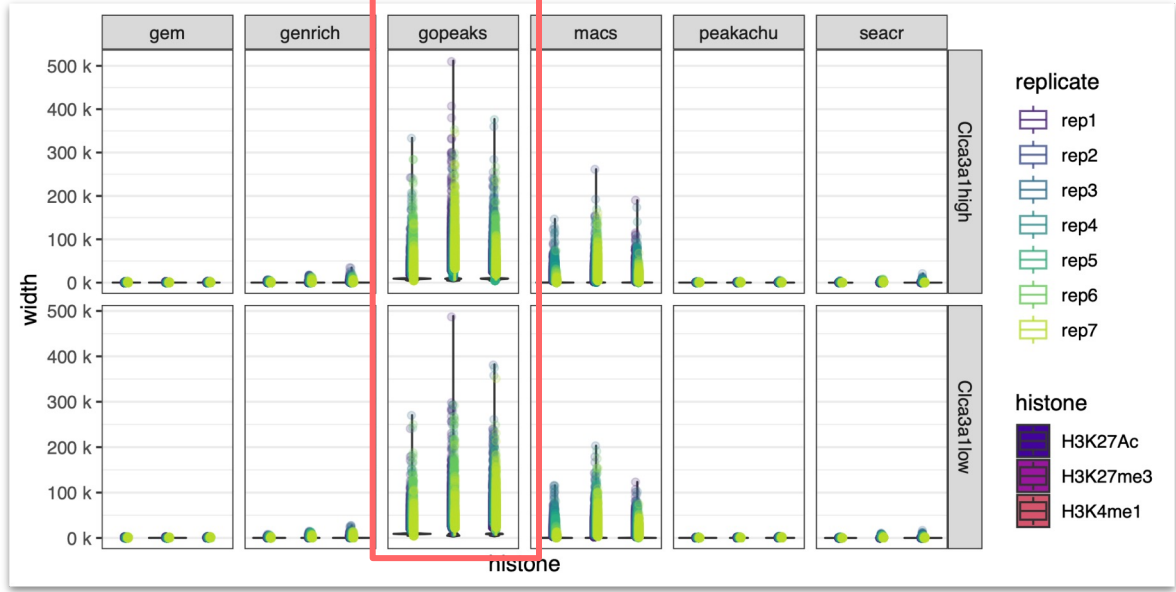 gem genrich gopeaks macs peakachu seacr
500 k
400 k
300 k
200 k
100 k
0 k
Clca3a1high
500 k
400 k
300 k
200 k
100 k
0 k
Clca3a1low
width
histone
replicate
rep1
rep2
rep3
rep4
rep5
rep6
rep7
histone
H3K27Ac
H3K27me3
H3K4me1